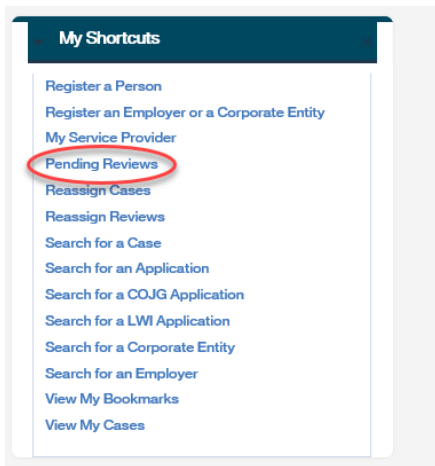 My Shortcuts
Register a Person
Register an Employer or a Corporate Entity
My Service Provider
Pending Reviews
Reassign Cases
Reassign Reviews
Search for a Case
Search for an Application
Search for a COJG Application
Search for a LWI Application
Search for a Corporate Entity
Search for an Employer
View My Bookmarks
View My Cases